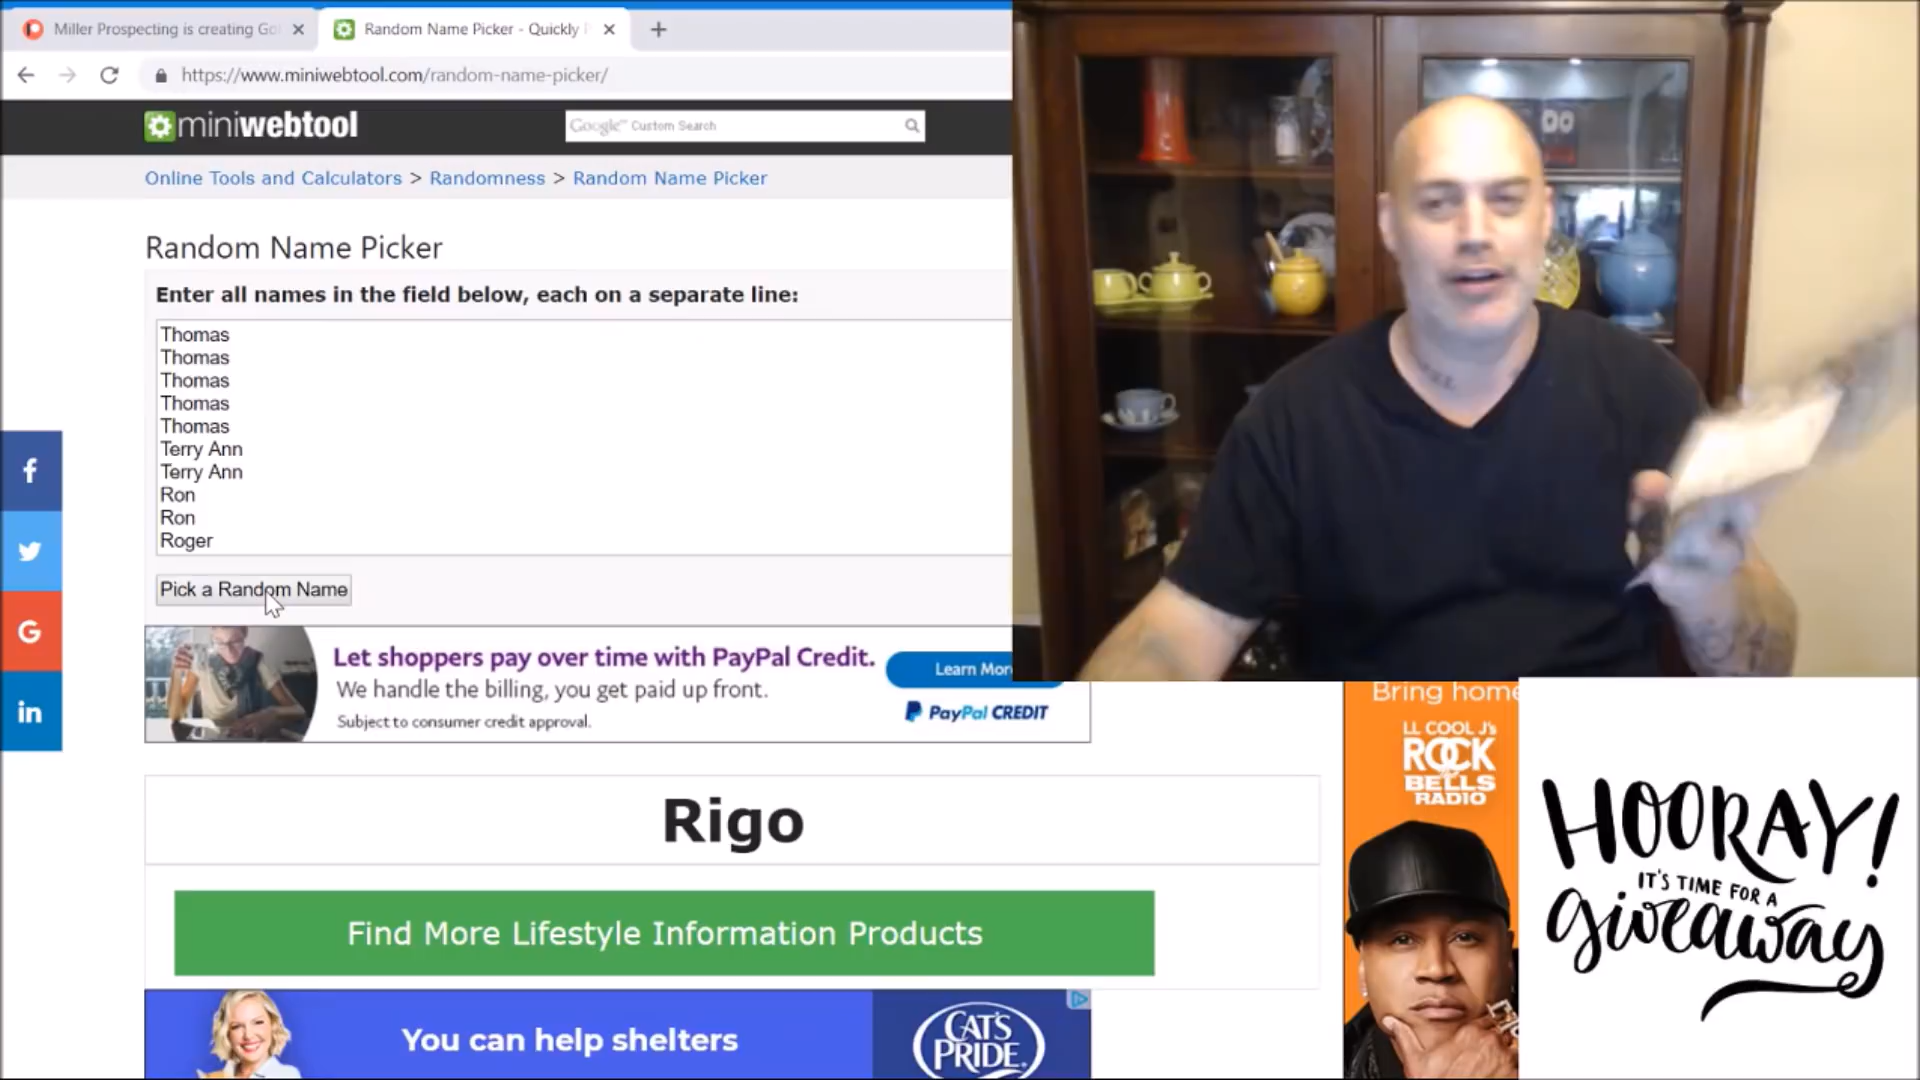 Miller Prospecting is creating Gol
Random Name Picker - Quickly P
https://www.miniwebtool.com/random-name-picker/
miniwebtool
Google™ Custom Search
Online Tools and Calculators > Randomness > Random Name Picker
Random Name Picker
Enter all names in the field below, each on a separate line:
Thomas
Thomas
Thomas
Thomas
Thomas
Terry Ann
Terry Ann
Ron
Ron
Roger
Pick a Random Name
Let shoppers pay over time with PayPal Credit.
We handle the billing, you get paid up front.
Subject to consumer credit approval.
Learn More
PayPal CREDIT
Rigo
Find More Lifestyle Information Products
You can help shelters
CAT'S
PRIDE
Bring home
LL COOL J's
ROCK
BELLS
RADIO
HOORAY!
IT'S TIME FOR A
giveaway
f
G
in